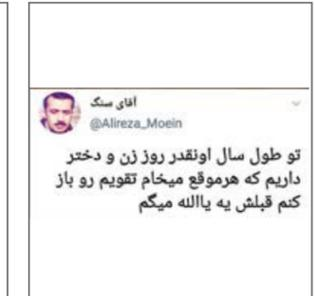 آقای سنگ
@Alireza_Moein
تو طول سال اونقدر روز زن و دختر
داریم که هرموقع میخام تقویم رو باز
کنم قبلش یه یاالله میگم